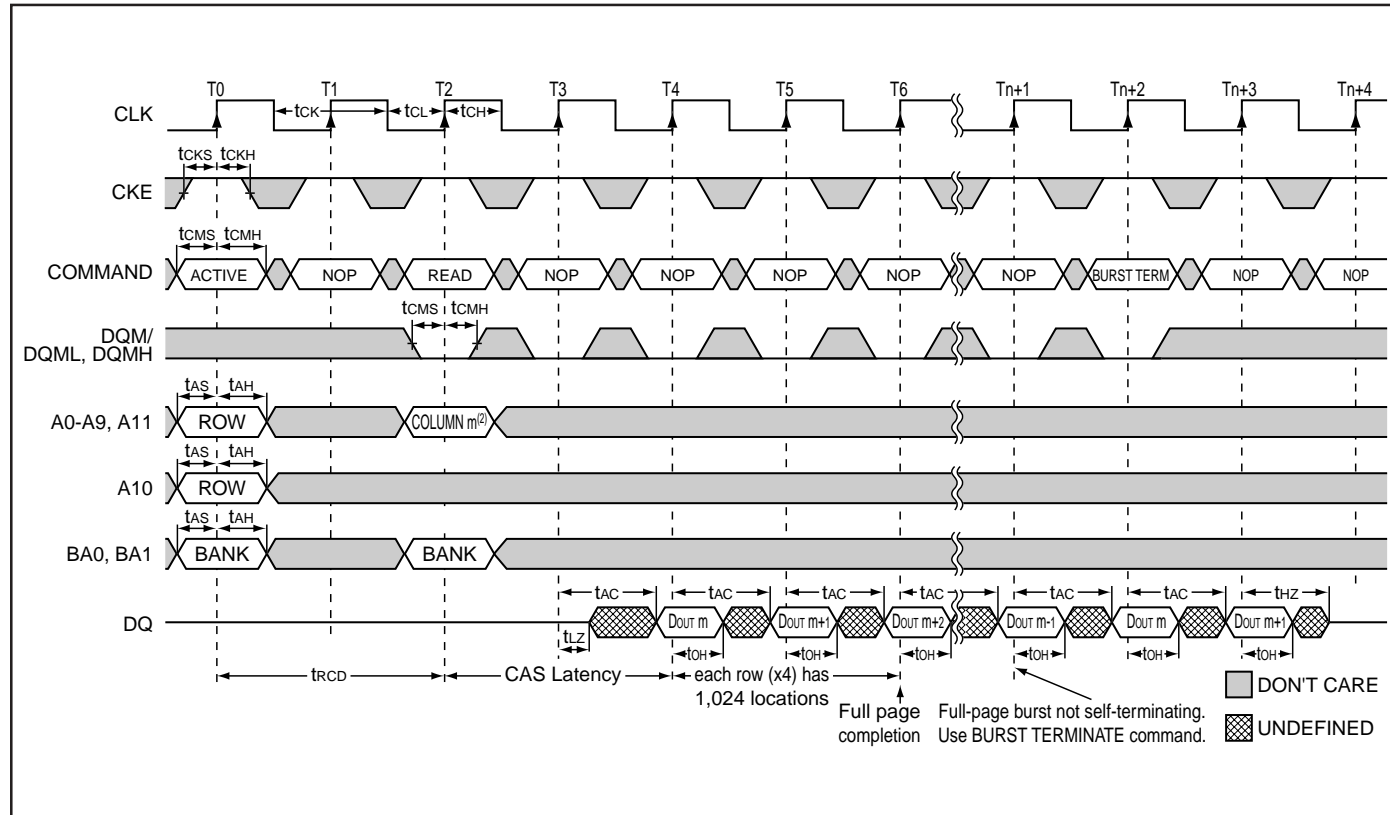 T0 T1 T2 T3 T4 T5 T6 Tn+1 Tn+2 Tn+3 Tn+4
CLK
tCK tCL tCH
tCKS tCKH
CKE
tCMS tCMH
COMMAND ACTIVE NOP READ NOP NOP NOP NOP NOP BURST TERM NOP NOP
tCMS tCMH
DQM/
DQML, DQMH
tAS tAH
A0-A9, A11 ROW COLUMN m(2)
tAS tAH
A10 ROW
tAS tAH
BA0, BA1 BANK BANK
tAC tAC tAC tAC tAC tAC tHZ
DQ DOUT m DOUT m+1 DOUT m+2 DOUT m-1 DOUT m DOUT m+1
tLZ tOH tOH tOH tOH tOH tOH
tRCD CAS Latency each row (x4) has
1,024 locations
Full page
completion
Full-page burst not self-terminating.
Use BURST TERMINATE command.
DON'T CARE
UNDEFINED